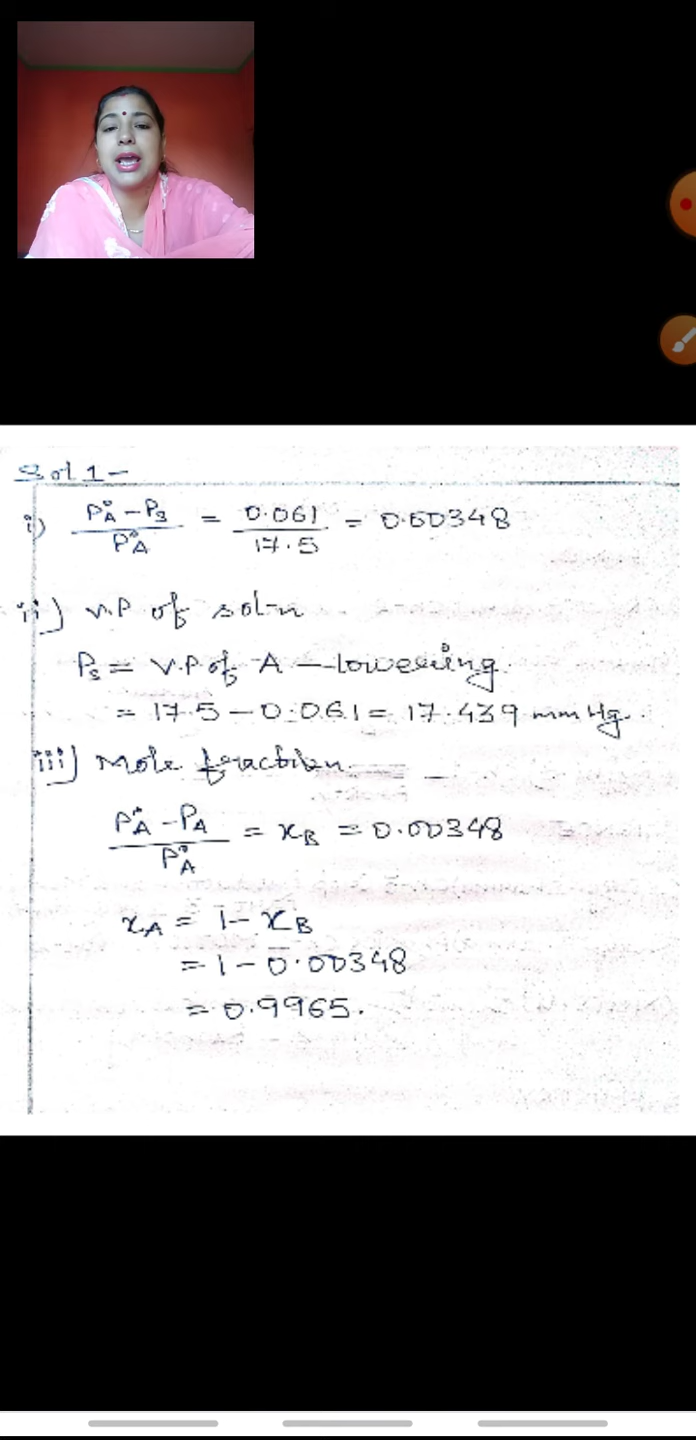 Sol 1-
i) (P°A - Ps)/P°A = 0.061/17.5 = 0.00348
ii) V.P of sol-n
Ps = V.P of A - lowering.
= 17.5 - 0.061 = 17.439 mm Hg.
iii) Mole fraction.
(P°A - PA)/P°A = xB = 0.00348
xA = 1 - xB
= 1 - 0.00348
= 0.9965.